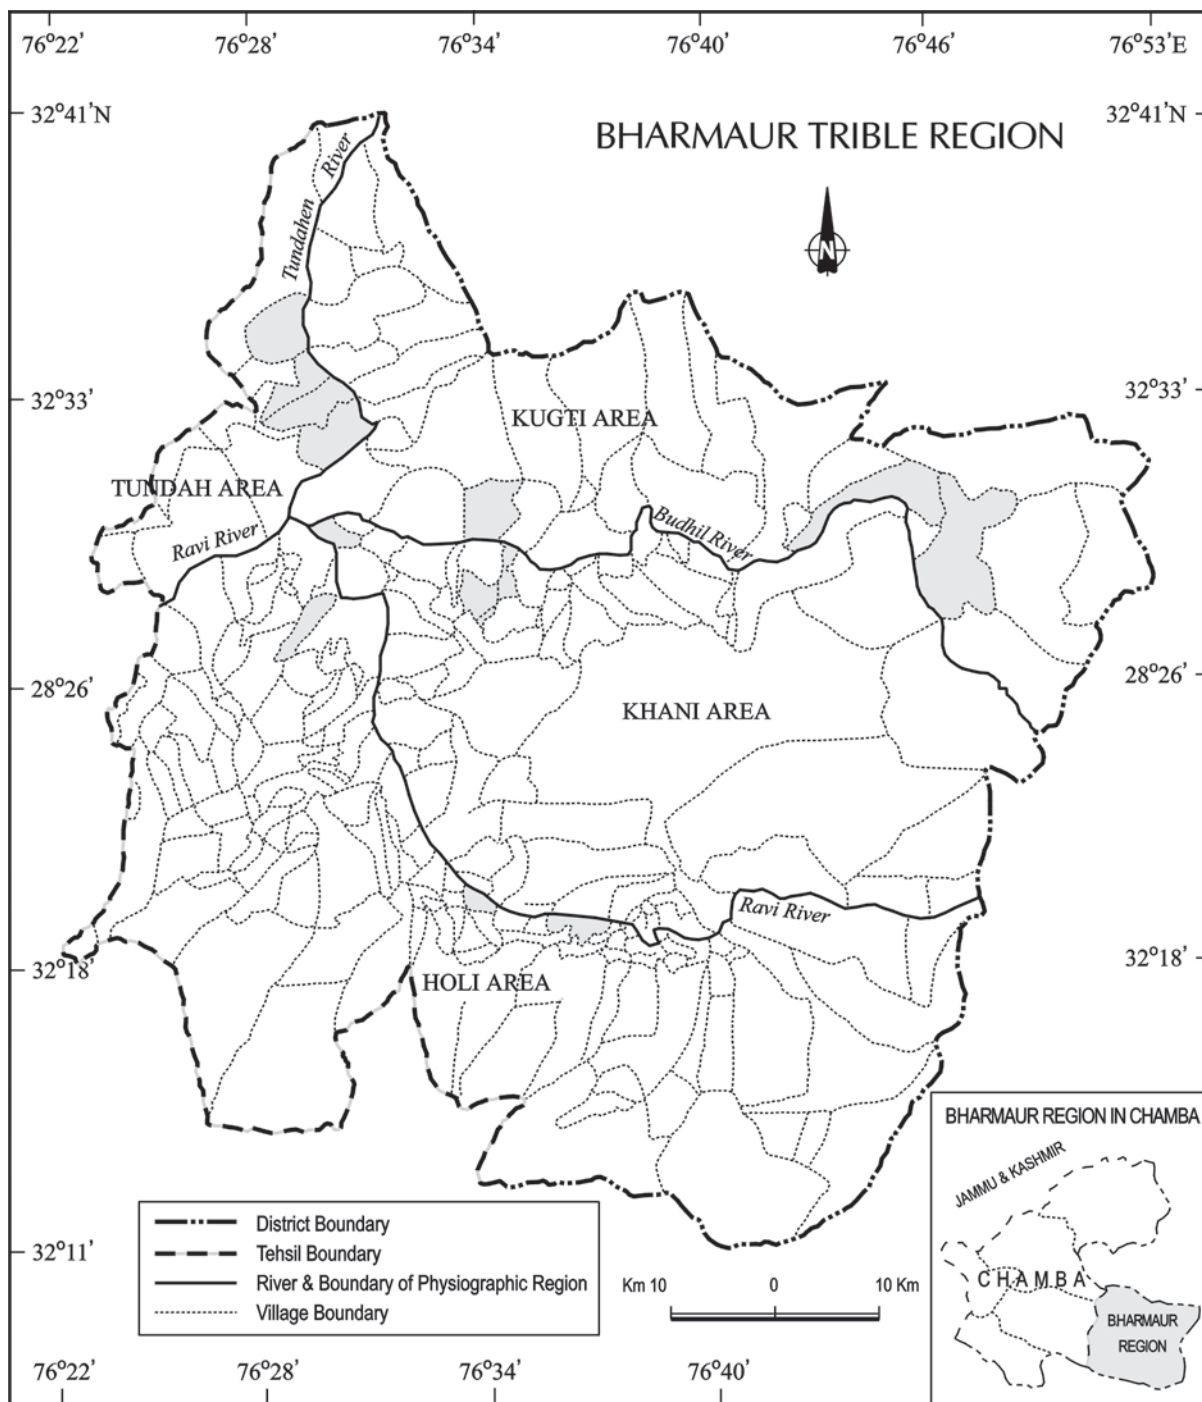 76°22' 76°28' 76°34' 76°40' 76°46' 76°53'E
32°41'N 32°41'N
BHARMAUR TRIBLE REGION
River
Tundahen
N
32°33' 32°33'
KUGTI AREA
TUNDAH AREA
Ravi River
Budhil River
28°26' 28°26'
KHANI AREA
Ravi River
32°18' 32°18'
HOLI AREA
BHARMAUR REGION IN CHAMBA
JAMMU & KASHMIR
CHAMBA
BHARMAUR
REGION
District Boundary
Tehsil Boundary
River & Boundary of Physiographic Region
Village Boundary
32°11'
Km 10 0 10 Km
76°22' 76°28' 76°34' 76°40'